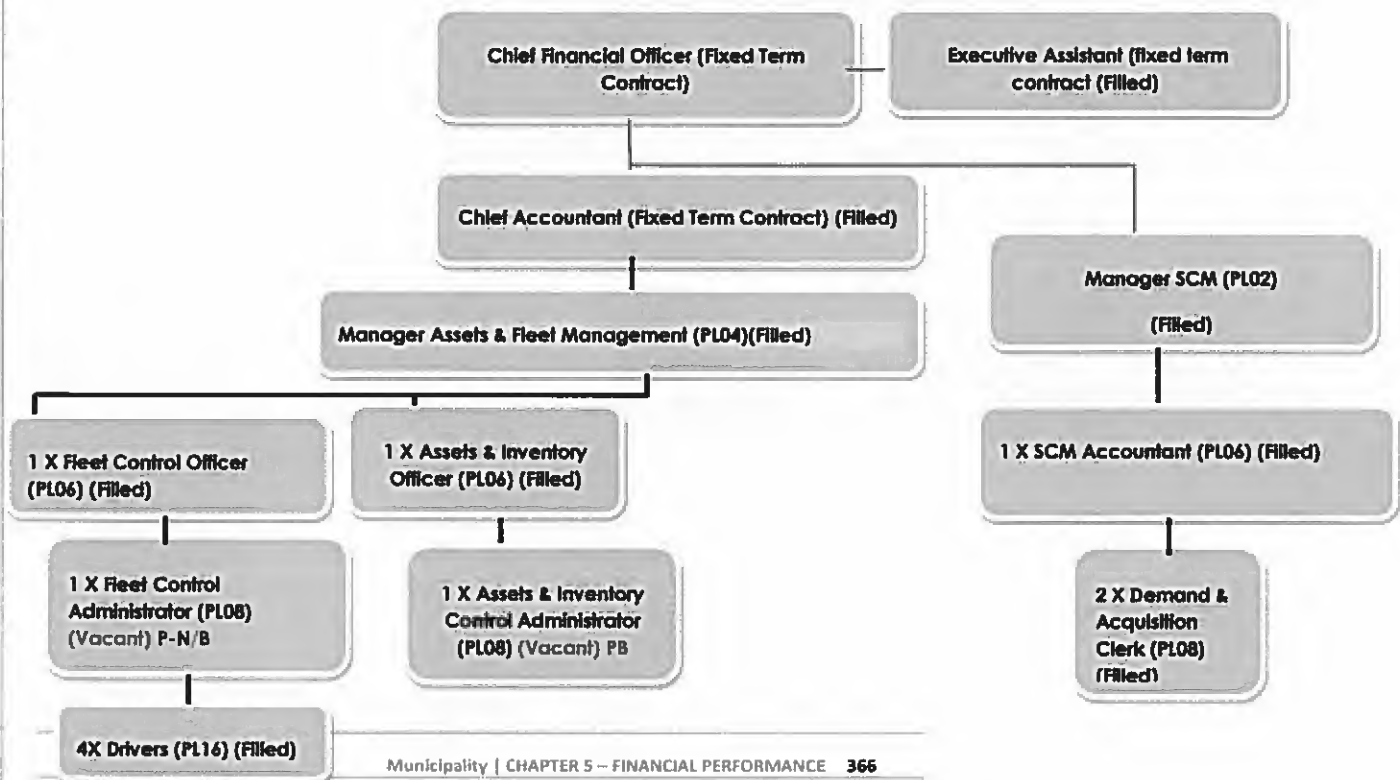 Chief Financial Officer (Fixed Term
Contract)
Executive Assistant (fixed term
contract (Filled)
Chief Accountant (Fixed Term Contract) (Filled)
Manager SCM (PL02)
(Filled)
Manager Assets & Fleet Management (PL04)(Filled)
1 X Fleet Control Officer
(PL06) (Filled)
1 X Assets & Inventory
Officer (PL06) (Filled)
1 X SCM Accountant (PL06) (Filled)
1 X Fleet Control
Administrator (PL08)
(Vacant) P-N/B
1 X Assets & Inventory
Control Administrator
(PL08) (Vacant) PB
2 X Demand &
Acquisition
Clerk (PL08)
(Filled)
4X Drivers (PL16) (Filled)
Municipality | CHAPTER 5 – FINANCIAL PERFORMANCE 366